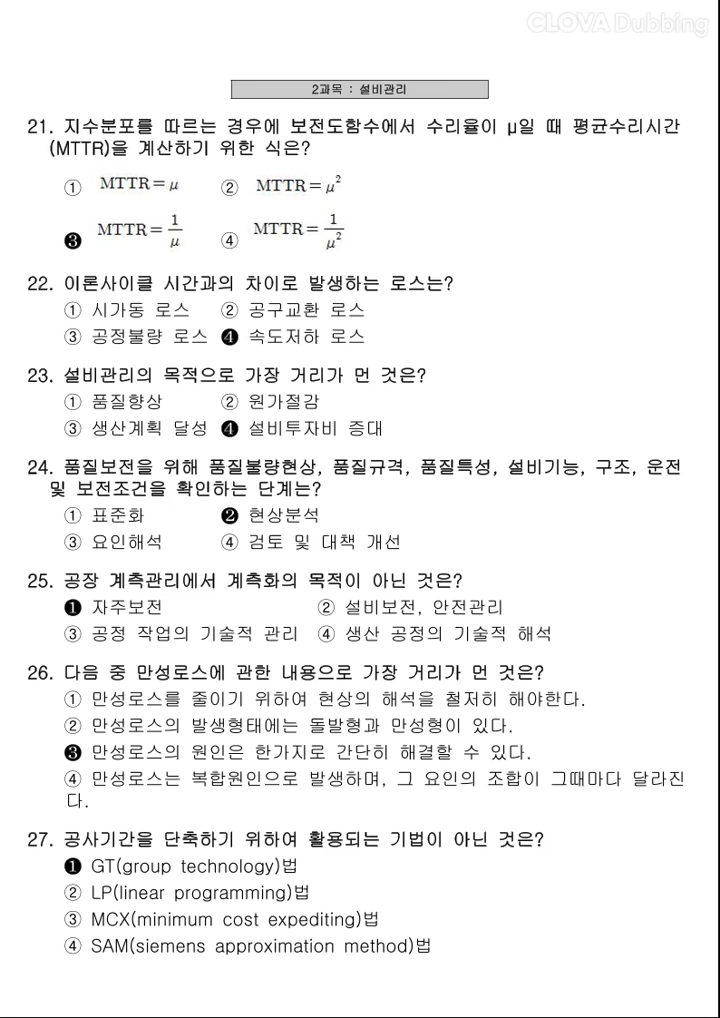 CLOVA Dubbing
2과목 : 설비관리
21. 지수분포를 따르는 경우에 보전도함수에서 수리율이 μ일 때 평균수리시간
(MTTR)을 계산하기 위한 식은?
① MTTR = μ ② MTTR = μ²
❸ MTTR = 1/μ ④ MTTR = 1/μ²
22. 이론사이클 시간과의 차이로 발생하는 로스는?
① 시가동 로스 ② 공구교환 로스
③ 공정불량 로스 ❹ 속도저하 로스
23. 설비관리의 목적으로 가장 거리가 먼 것은?
① 품질향상 ② 원가절감
③ 생산계획 달성 ❹ 설비투자비 증대
24. 품질보전을 위해 품질불량현상, 품질규격, 품질특성, 설비기능, 구조, 운전
및 보전조건을 확인하는 단계는?
① 표준화 ❷ 현상분석
③ 요인해석 ④ 검토 및 대책 개선
25. 공장 계측관리에서 계측화의 목적이 아닌 것은?
❶ 자주보전 ② 설비보전, 안전관리
③ 공정 작업의 기술적 관리 ④ 생산 공정의 기술적 해석
26. 다음 중 만성로스에 관한 내용으로 가장 거리가 먼 것은?
① 만성로스를 줄이기 위하여 현상의 해석을 철저히 해야한다.
② 만성로스의 발생형태에는 돌발형과 만성형이 있다.
❸ 만성로스의 원인은 한가지로 간단히 해결할 수 있다.
④ 만성로스는 복합원인으로 발생하며, 그 요인의 조합이 그때마다 달라진
다.
27. 공사기간을 단축하기 위하여 활용되는 기법이 아닌 것은?
❶ GT(group technology)법
② LP(linear programming)법
③ MCX(minimum cost expediting)법
④ SAM(siemens approximation method)법